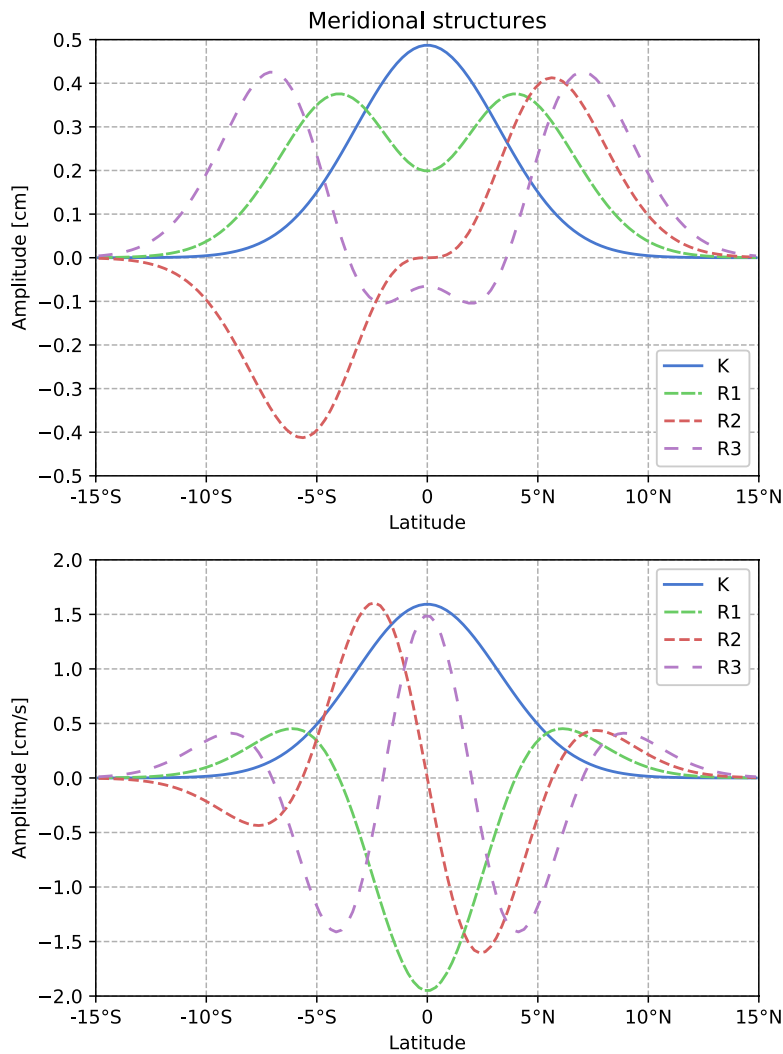 Meridional structures
0.5
0.4
0.3
0.2
0.1
0.0
−0.1
−0.2
−0.3
−0.4
−0.5
Amplitude [cm]
K
R1
R2
R3
-15°S -10°S -5°S 0 5°N 10°N 15°N
Latitude
2.0
1.5
1.0
0.5
0.0
−0.5
−1.0
−1.5
−2.0
Amplitude [cm/s]
K
R1
R2
R3
-15°S -10°S -5°S 0 5°N 10°N 15°N
Latitude